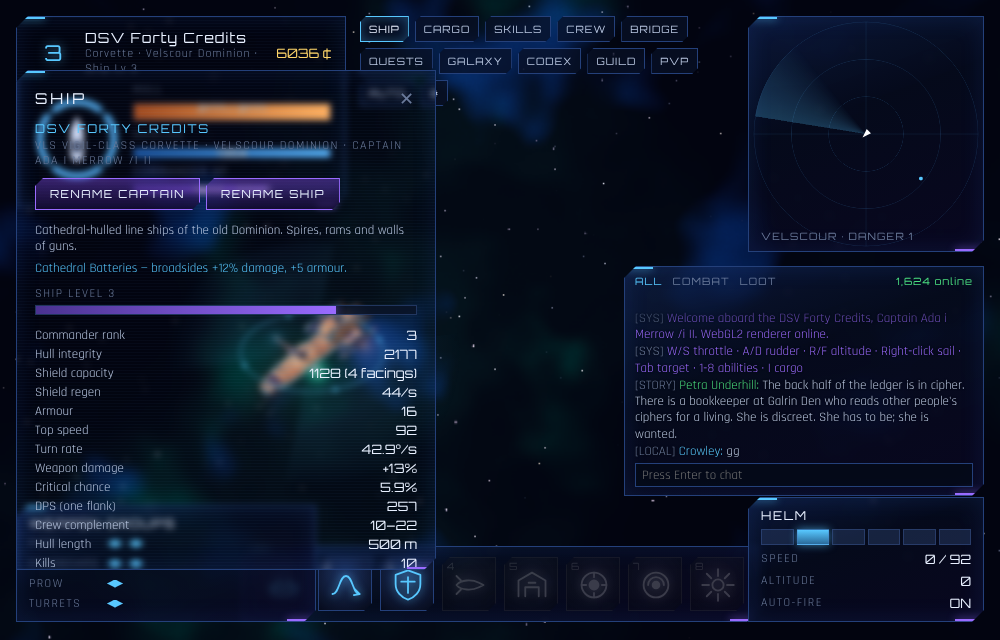 3
DSV Forty Credits
Corvette · Velscour Dominion ·
Ship Lv 3
6036 ¢
SHIP
CARGO
SKILLS
CREW
BRIDGE
QUESTS
GALAXY
CODEX
GUILD
PVP
SHIP
DSV FORTY CREDITS
CORVETTE · VELSCOUR DOMINION · CAPTAIN
RENAME CAPTAIN
RENAME SHIP
Cathedral-hulled line ships of the old Dominion. Spires, rams and walls
of guns.
Cathedral Batteries – broadsides +12% damage, +5 armour.
SHIP LEVEL 3
Commander rank 3
Hull integrity 2177
Shield capacity 1128 (4 facings)
Shield regen 44/s
Armour 16
Top speed 92
Turn rate 42.9°/s
Weapon damage +13%
Critical chance 5.9%
DPS (one flank) 257
Crew complement 10–22
Hull length 500 m
Kills 10
PROW
TURRETS
4
5
6
7
8
VELSCOUR · DANGER 1
ALL COMBAT LOOT
1,624 online
[SYS] Welcome aboard the DSV Forty Credits, Captain Ada i
Merrow /i II. WebGL2 renderer online.
[SYS] W/S throttle · A/D rudder · R/F altitude · Right-click sail ·
Tab target · 1-8 abilities · I cargo
[STORY] Petra Underhill: The back half of the ledger is in cipher.
There is a bookkeeper at Galrin Den who reads other people's
ciphers for a living. She is discreet. She has to be; she is
wanted.
[LOCAL] Crowley: gg
Press Enter to chat
HELM
SPEED 0 / 92
ALTITUDE 0
AUTO-FIRE ON